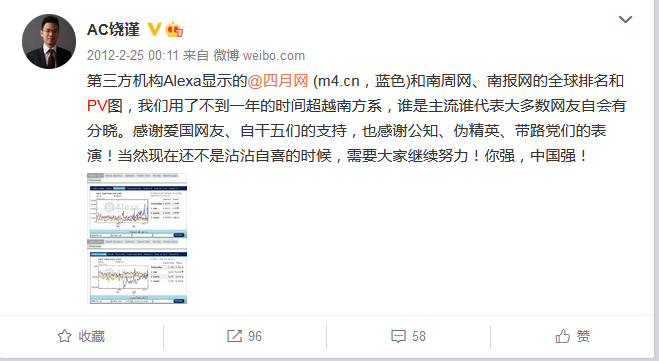 AC饶谨
2012-2-25 00:11 来自 微博 weibo.com
第三方机构Alexa显示的@四月网 (m4.cn，蓝色)和南周网、南报网的全球排名和
PV图，我们用了不到一年的时间超越南方系，谁是主流谁代表大多数网友自会有
分晓。感谢爱国网友、自干五们的支持，也感谢公知、伪精英、带路党们的表
演！当然现在还不是沾沾自喜的时候，需要大家继续努力！你强，中国强！
收藏
96
58
赞